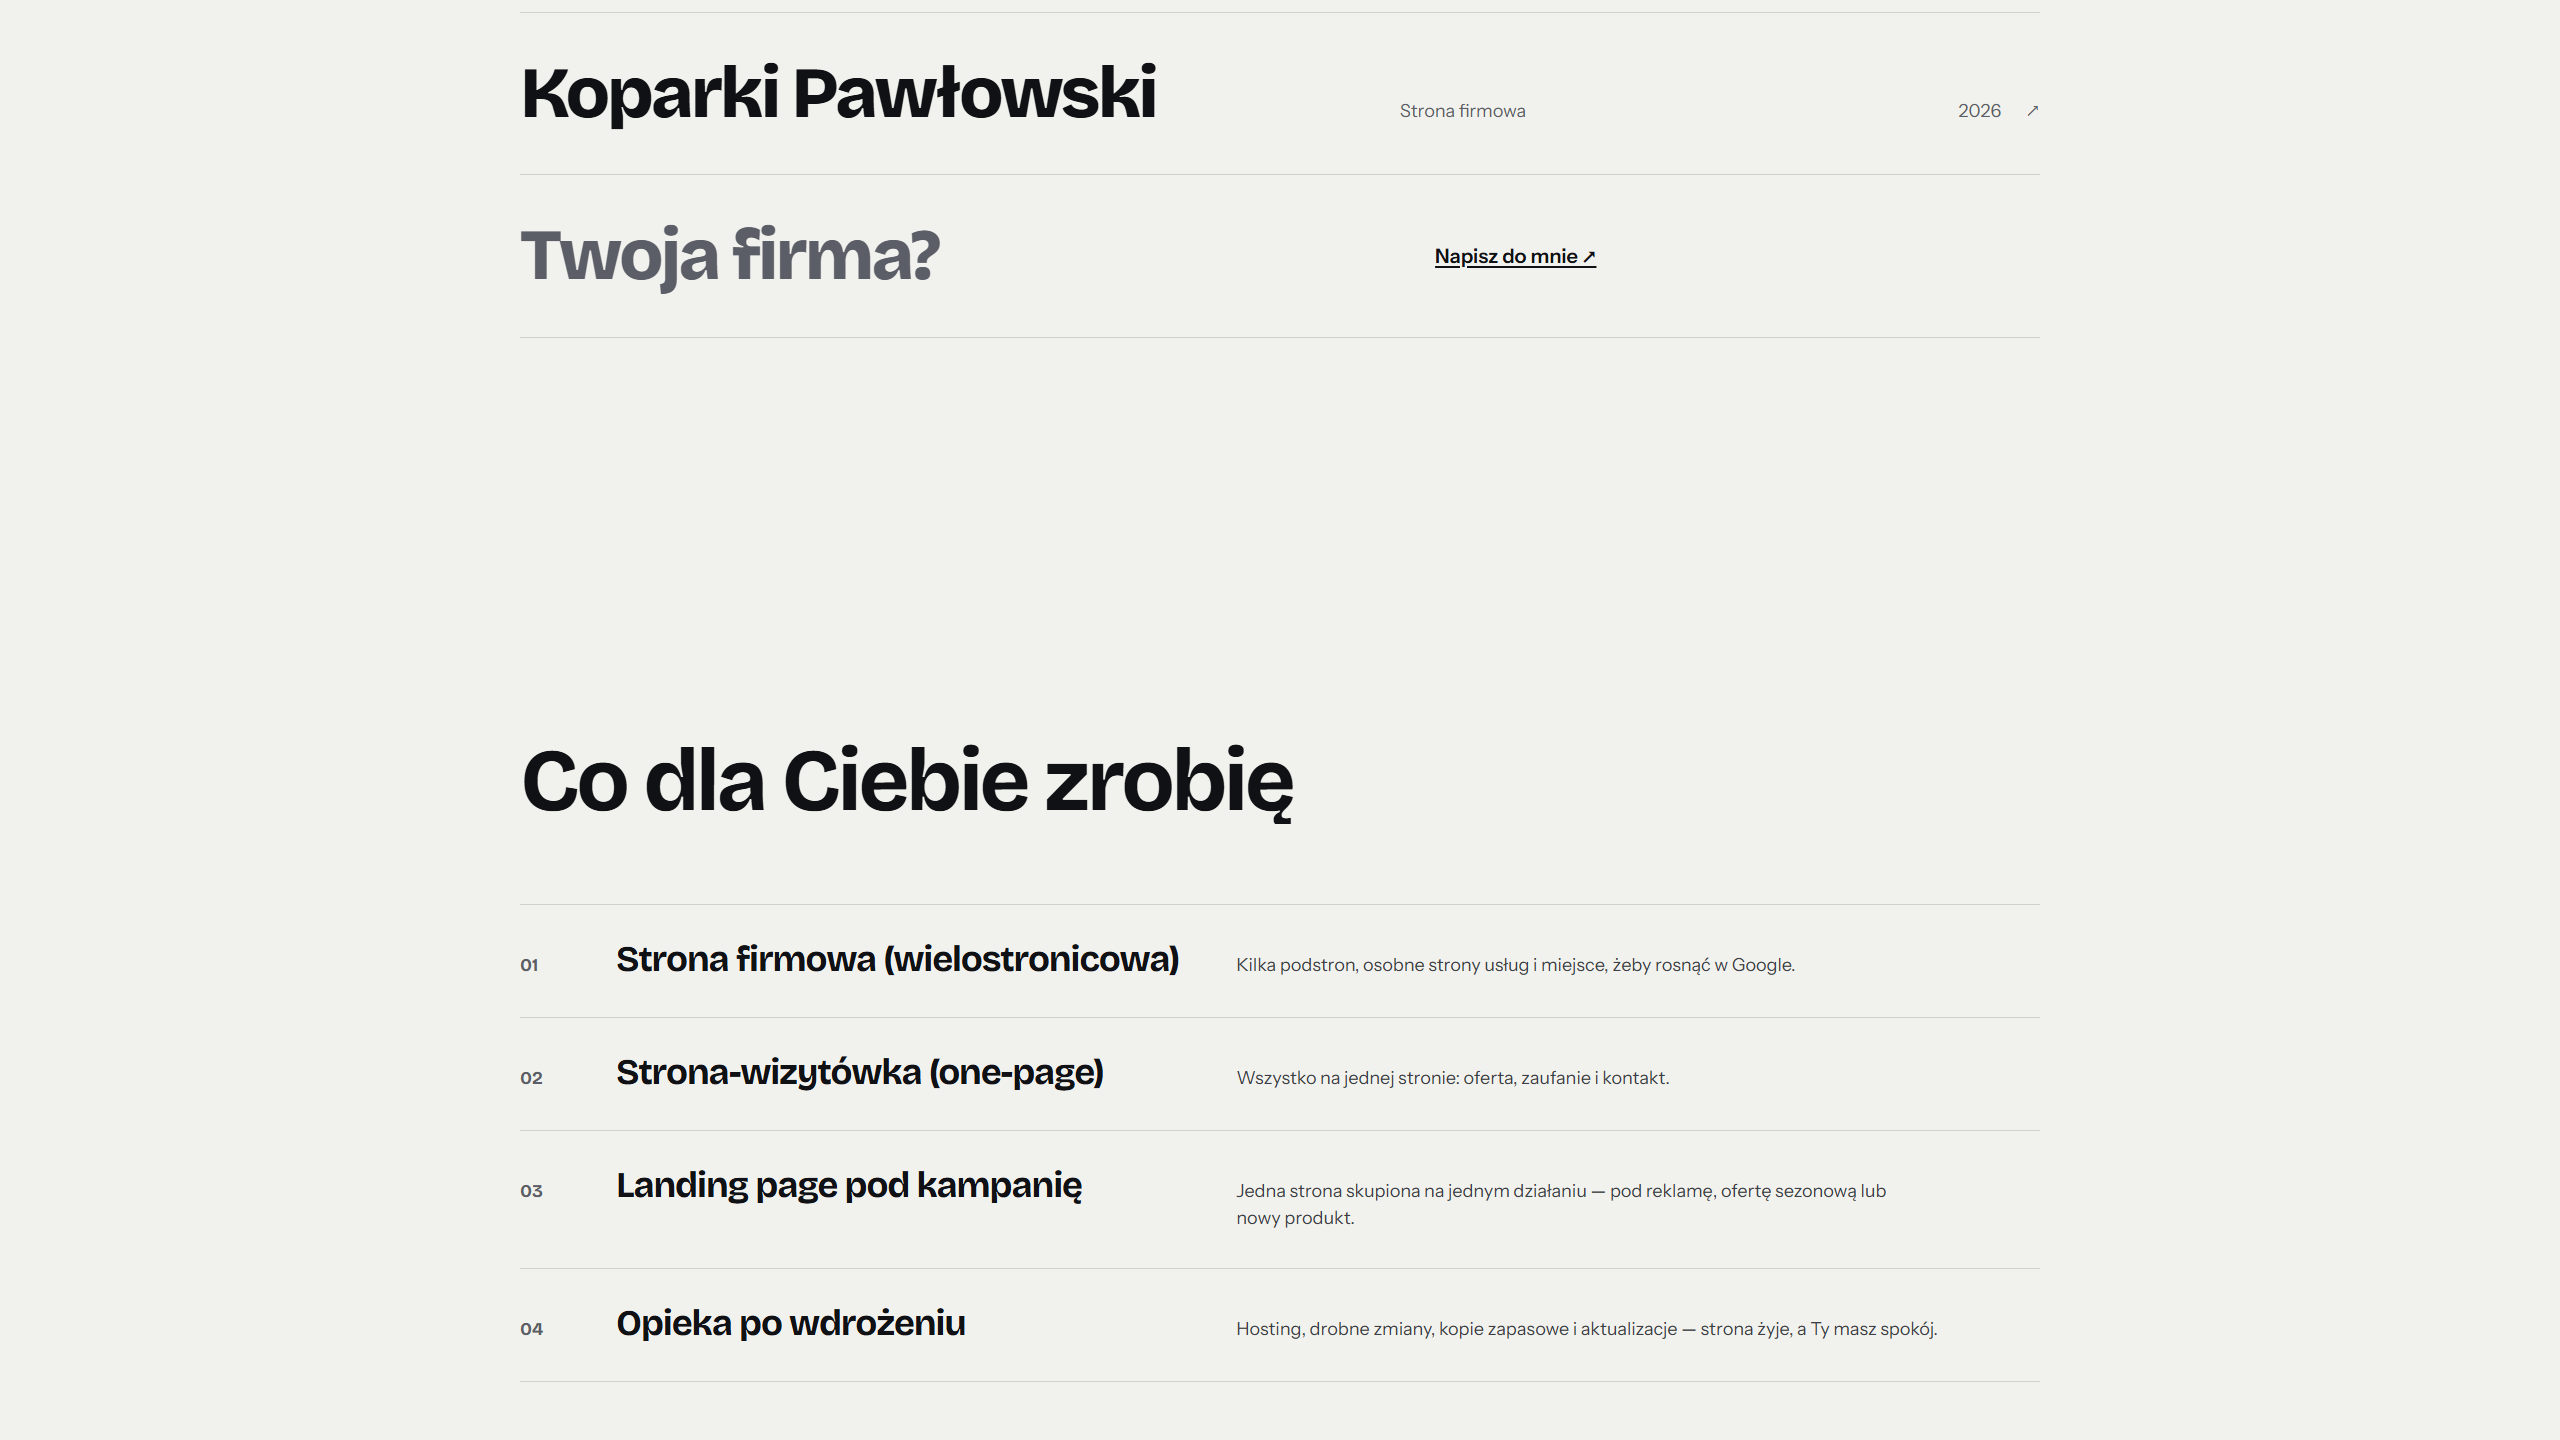 Koparki Pawłowski
Strona firmowa
2026 ↗
Twoja firma?
Napisz do mnie ↗
Co dla Ciebie zrobię
01
Strona firmowa (wielostronicowa)
Kilka podstron, osobne strony usług i miejsce, żeby rosnąć w Google.
02
Strona-wizytówka (one-page)
Wszystko na jednej stronie: oferta, zaufanie i kontakt.
03
Landing page pod kampanię
Jedna strona skupiona na jednym działaniu — pod reklamę, ofertę sezonową lub
nowy produkt.
04
Opieka po wdrożeniu
Hosting, drobne zmiany, kopie zapasowe i aktualizacje — strona żyje, a Ty masz spokój.